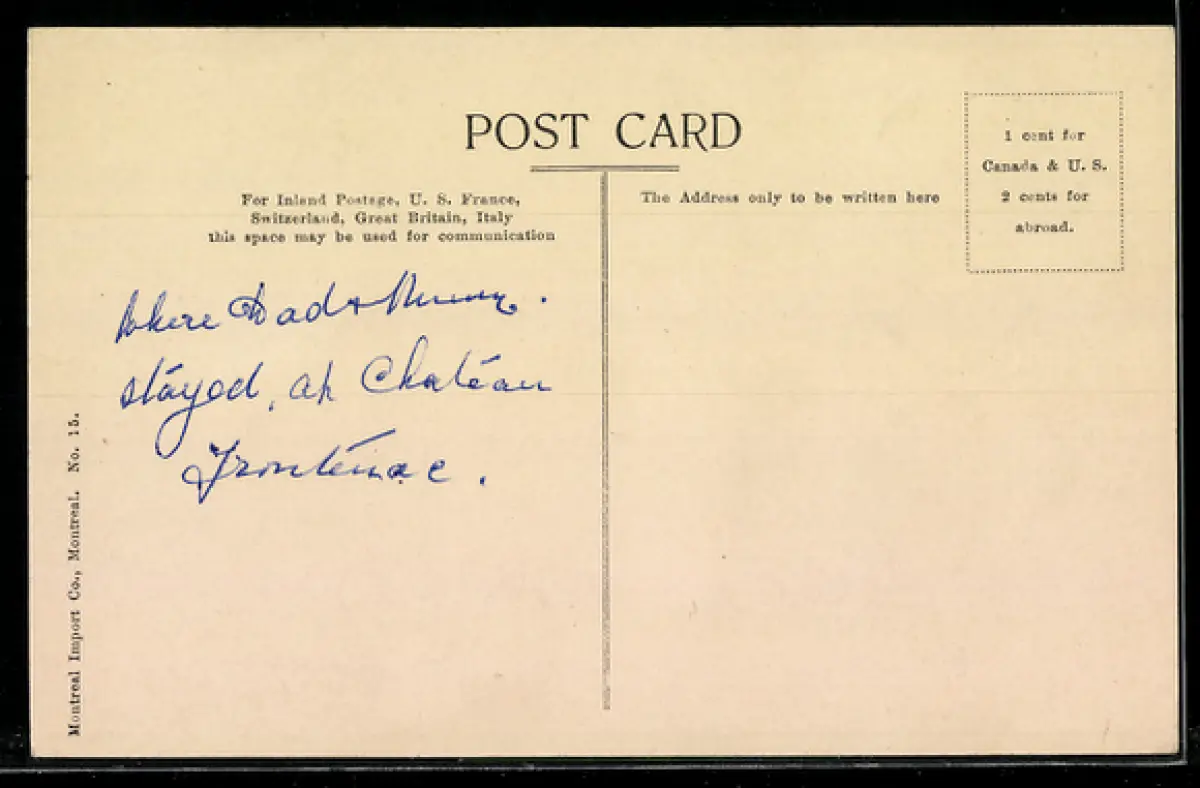 POST CARD
For Inland Postage, U. S. France,
Switzerland, Great Britain, Italy
this space may be used for communication
The Address only to be written here
1 cent for
Canada & U. S.
2 cents for
abroad.
Where Dad +
stayed, at Chatéau
Frontenac.
Montreal Import Co., Montreal. No. 15.